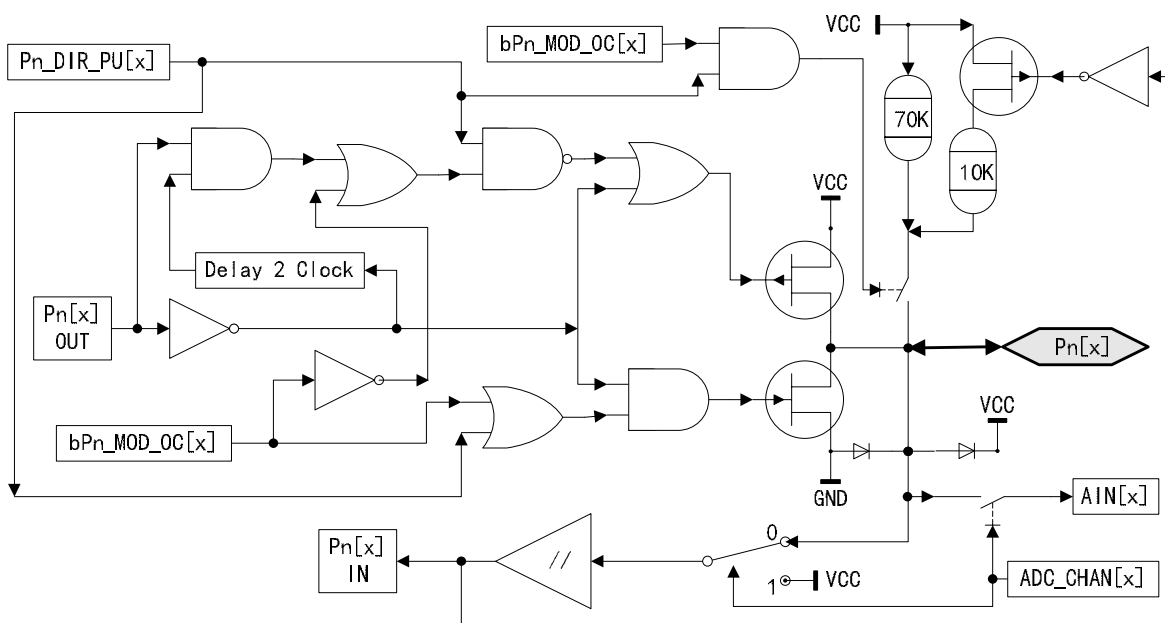 bPn_MOD_OC[x]
VCC
Pn_DIR_PU[x]
70K
10K
VCC
Delay 2 Clock
Pn[x]
OUT
Pn[x]
VCC
bPn_MOD_OC[x]
GND
AIN[x]
Pn[x]
IN
//
0
1
VCC
ADC_CHAN[x]